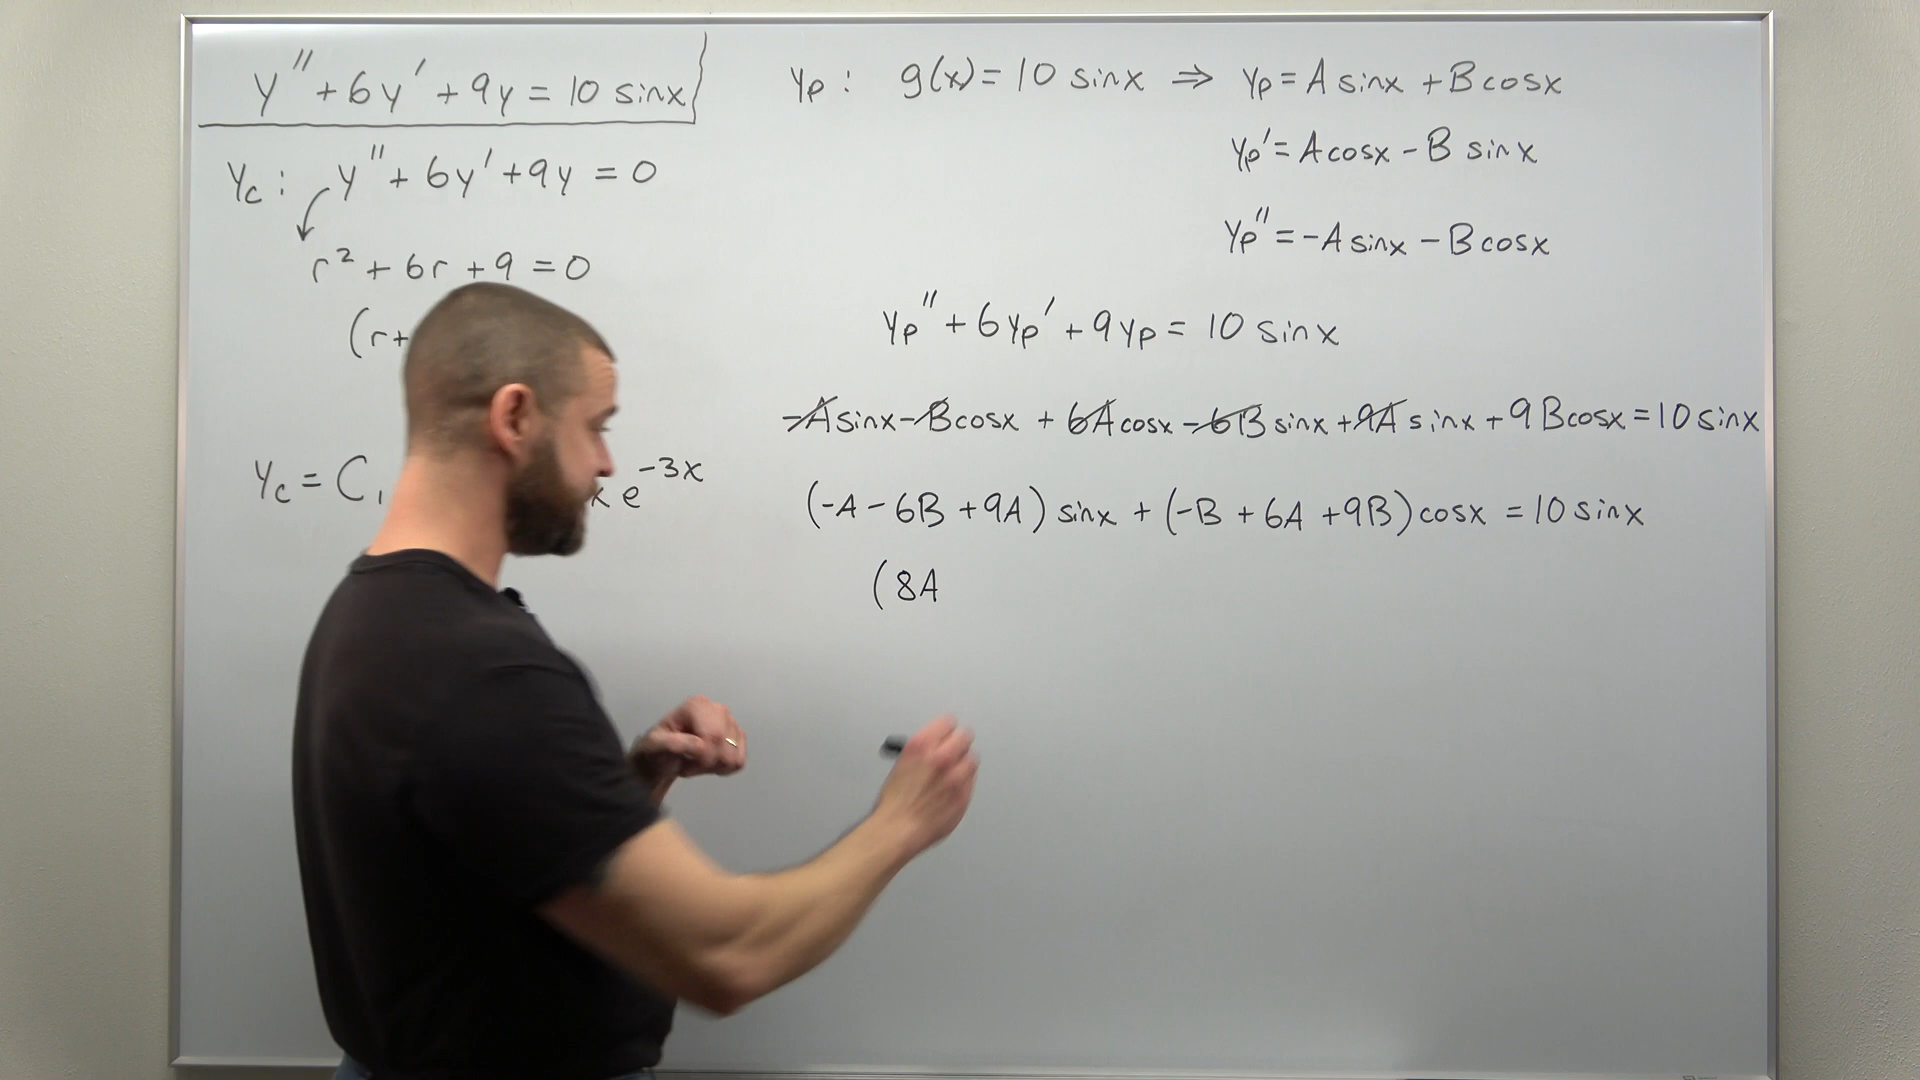 y'' + 6y' + 9y = 10 sinx
Yc : y'' + 6y' + 9y = 0
r² + 6r + 9 = 0
(r+
Yc = C₁ x e^-3x
Yp : g(x) = 10 sinx ⇒ Yp = A sinx + B cosx
Yp' = A cosx - B sinx
Yp'' = -A sinx - B cosx
Yp'' + 6Yp' + 9Yp = 10 sinx
-A sinx - B cosx + 6A cosx - 6B sinx + 9A sinx + 9B cosx = 10 sinx
(-A - 6B + 9A) sinx + (-B + 6A + 9B) cosx = 10 sinx
(8A